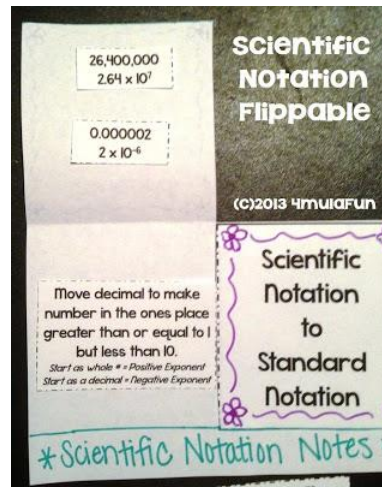 Scientific
Notation
Flippable
26,400,000
2.64 x 10⁷
0.000002
2 x 10⁻⁶
(c)2013 4mulaFun
Move decimal to make
number in the ones place
greater than or equal to 1
but less than 10.
Start as whole # = Positive Exponent
Start as a decimal = Negative Exponent
Scientific
Notation
to
Standard
Notation
*Scientific Notation Notes